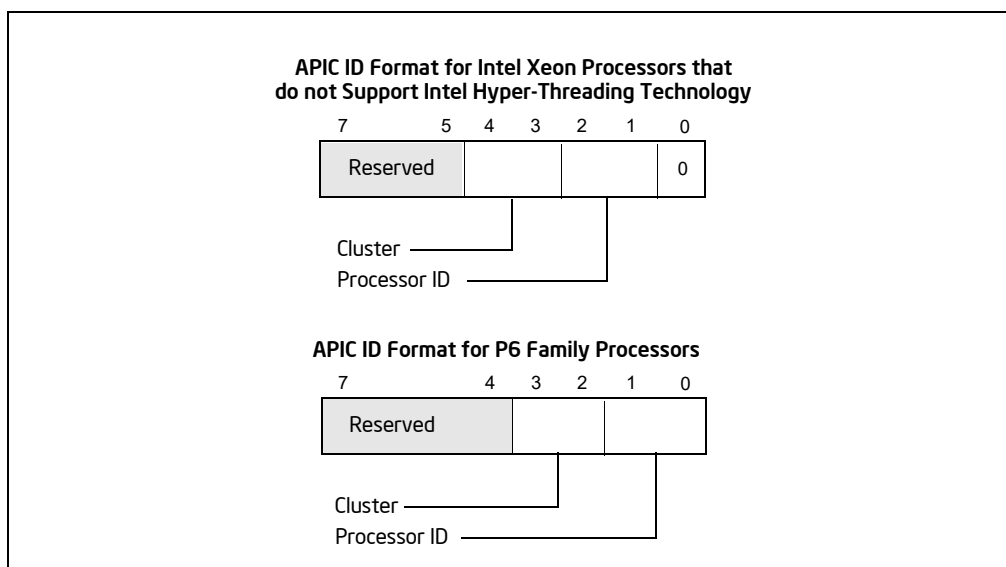 APIC ID Format for Intel Xeon Processors that
do not Support Intel Hyper-Threading Technology
7 5 4 3 2 1 0
Reserved 0
Cluster
Processor ID
APIC ID Format for P6 Family Processors
7 4 3 2 1 0
Reserved
Cluster
Processor ID